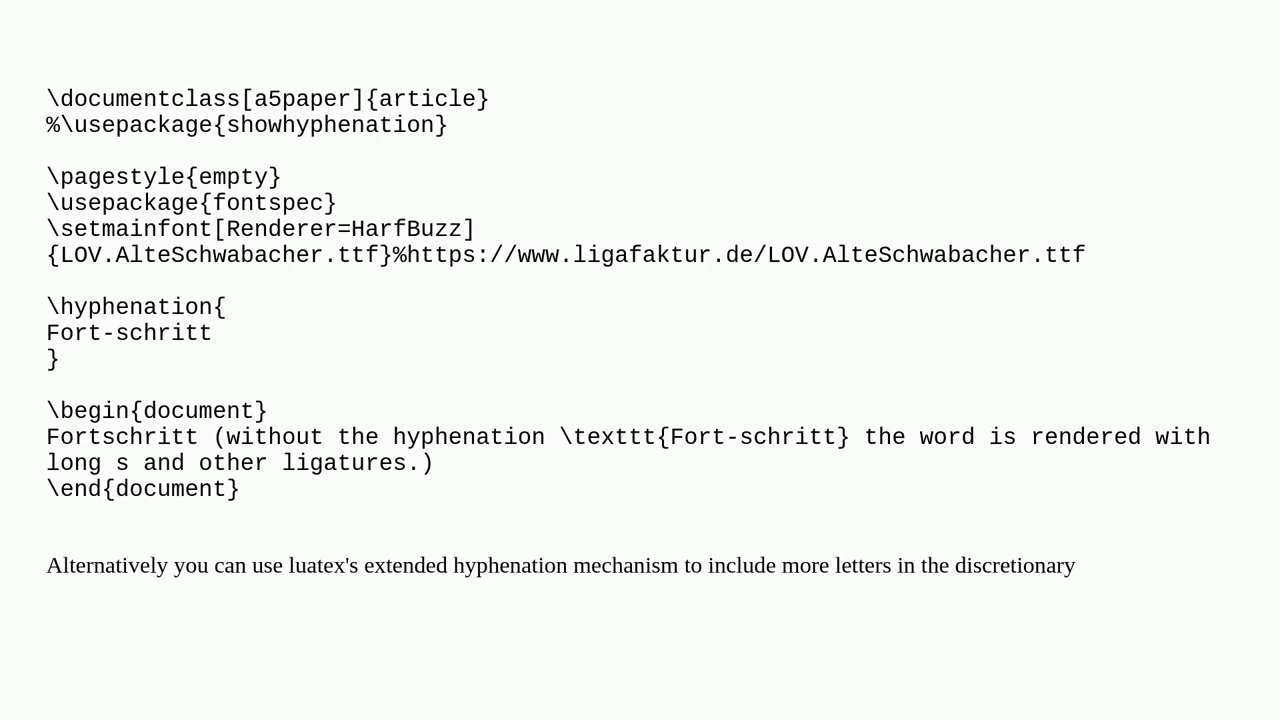 \documentclass[a5paper]{article}
%\usepackage{showhyphenation}
\pagestyle{empty}
\usepackage{fontspec}
\setmainfont[Renderer=HarfBuzz]
{LOV.AlteSchwabacher.ttf}%https://www.ligafaktur.de/LOV.AlteSchwabacher.ttf
\hyphenation{
Fort-schritt
}
\begin{document}
Fortschritt (without the hyphenation \texttt{Fort-schritt} the word is rendered with
long s and other ligatures.)
\end{document}
Alternatively you can use luatex's extended hyphenation mechanism to include more letters in the discretionary